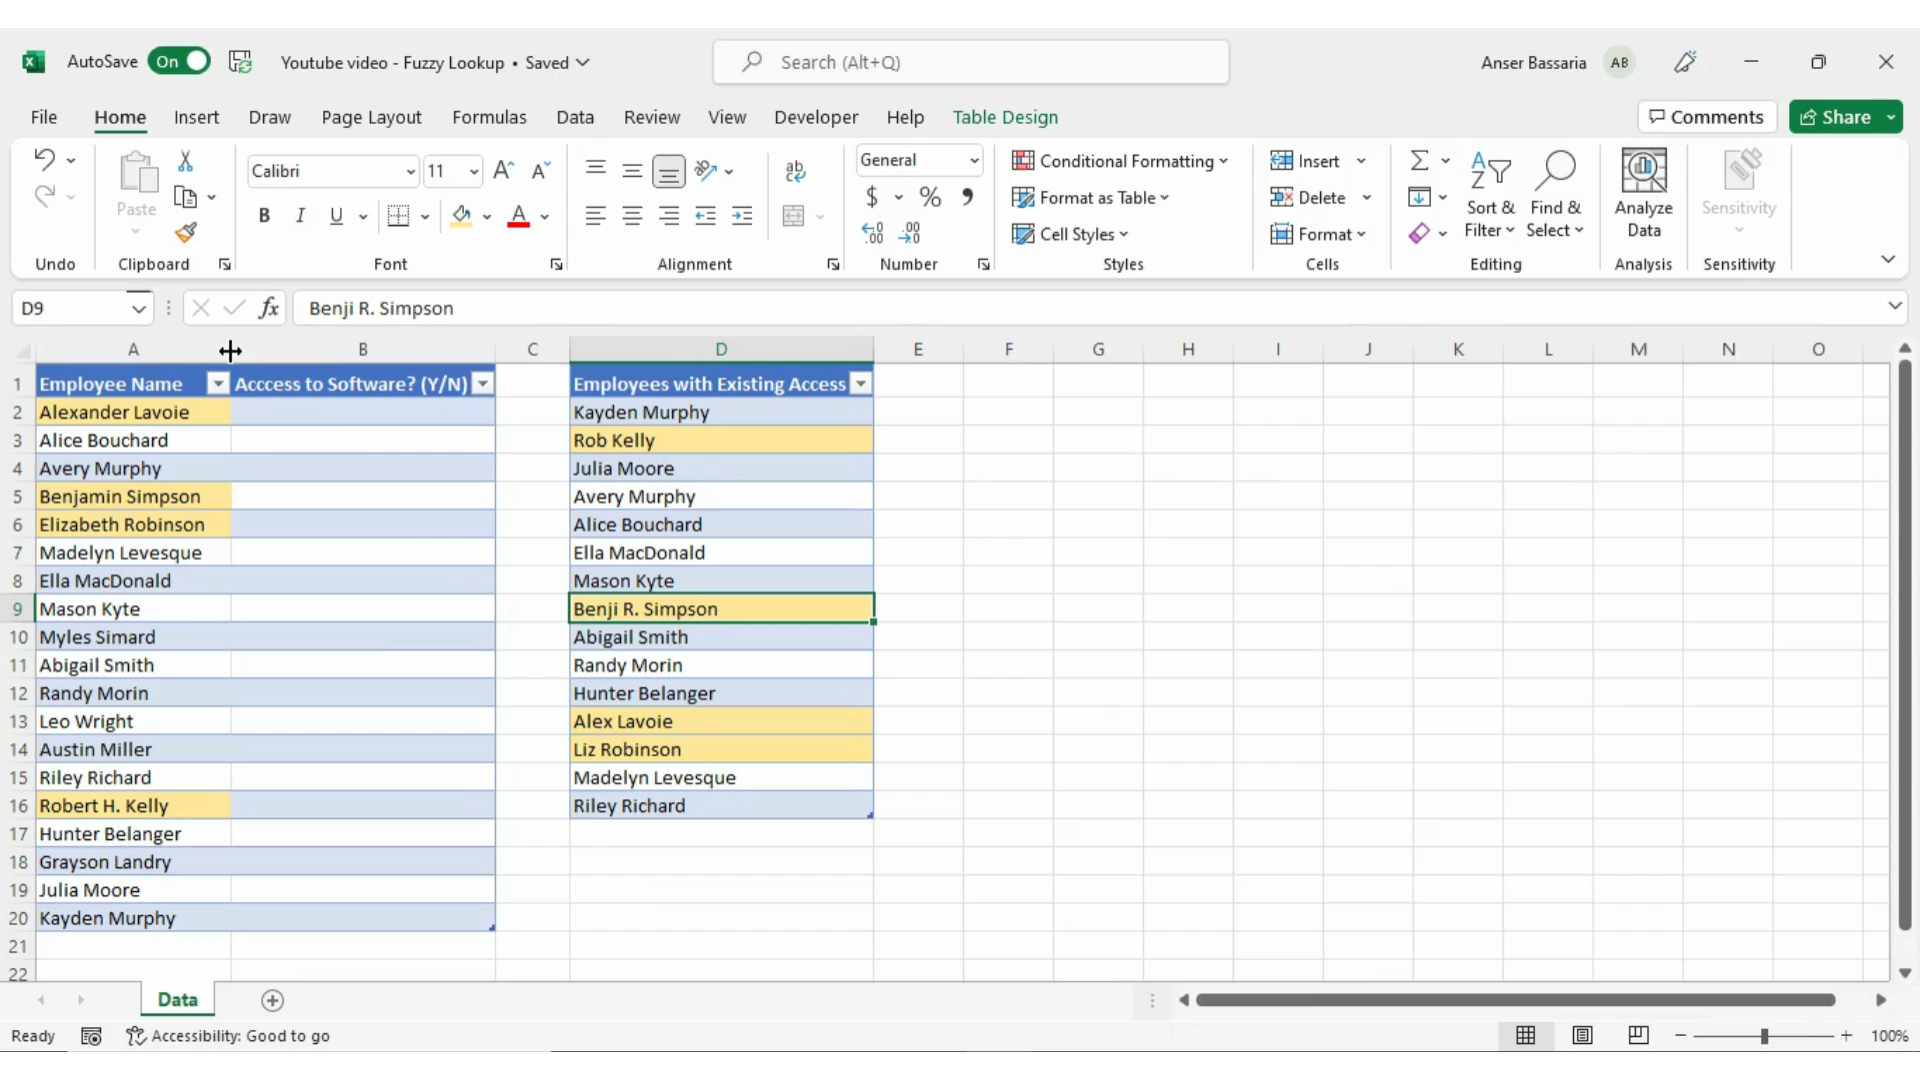 AutoSave On Youtube video - Fuzzy Lookup • Saved Search (Alt+Q) Anser Bassaria AB
File Home Insert Draw Page Layout Formulas Data Review View Developer Help Table Design Comments Share
Paste
Calibri 11
B I U A
ab
General
$ % 9
.00
Conditional Formatting
Format as Table
Cell Styles
Insert
Delete
Format
Sort & Filter
Find & Select
Analyze Data
Sensitivity
Undo Clipboard Font Alignment Number Styles Cells Editing Analysis Sensitivity
D9 fx Benji R. Simpson
A B C D E F G H I J K L M N O
1 Employee Name Acccess to Software? (Y/N) Employees with Existing Access
2 Alexander Lavoie Kayden Murphy
3 Alice Bouchard Rob Kelly
4 Avery Murphy Julia Moore
5 Benjamin Simpson Avery Murphy
6 Elizabeth Robinson Alice Bouchard
7 Madelyn Levesque Ella MacDonald
8 Ella MacDonald Mason Kyte
9 Mason Kyte Benji R. Simpson
10 Myles Simard Abigail Smith
11 Abigail Smith Randy Morin
12 Randy Morin Hunter Belanger
13 Leo Wright Alex Lavoie
14 Austin Miller Liz Robinson
15 Riley Richard Madelyn Levesque
16 Robert H. Kelly Riley Richard
17 Hunter Belanger
18 Grayson Landry
19 Julia Moore
20 Kayden Murphy
21
22
Data
Ready Accessibility: Good to go 100%